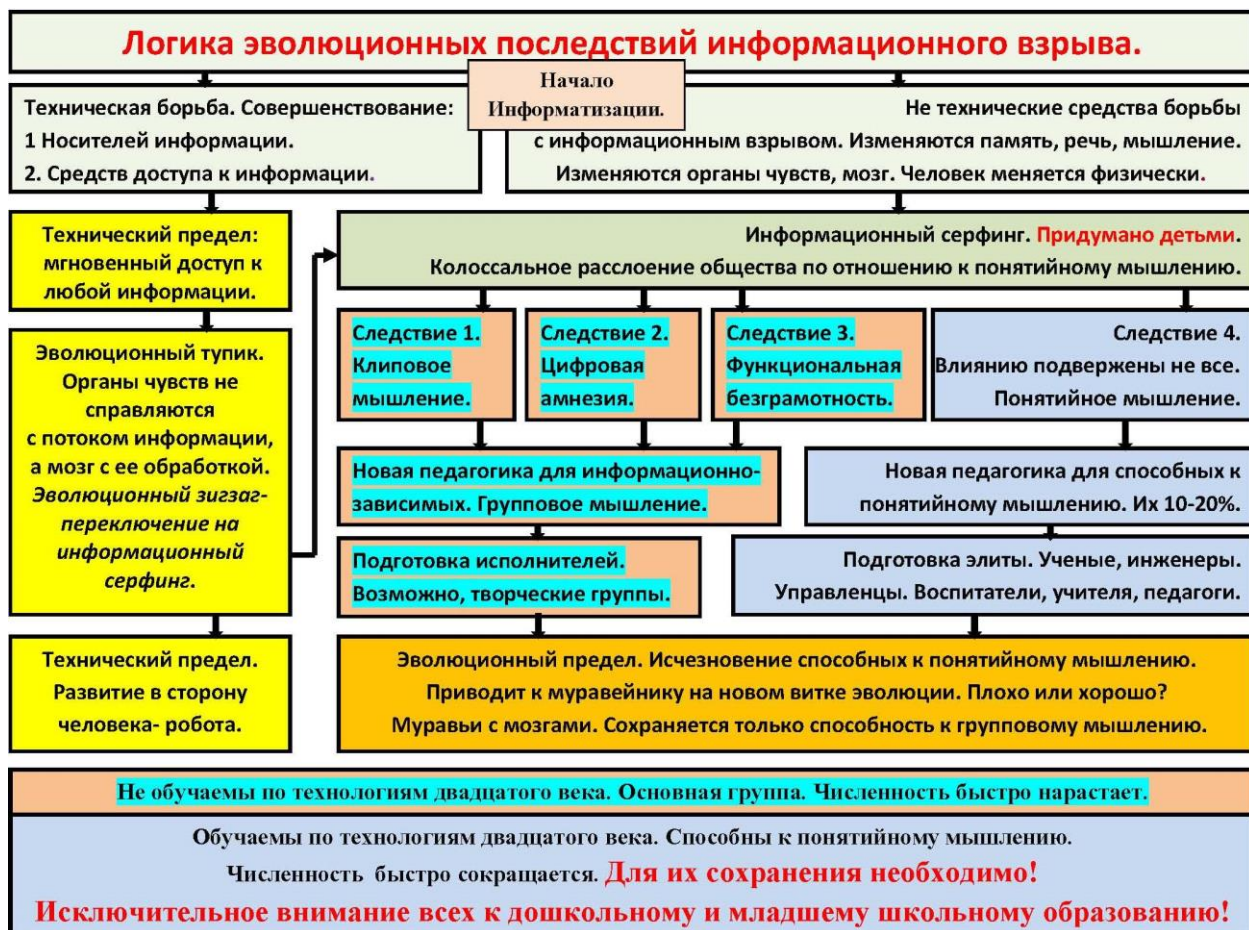 Логика эволюционных последствий информационного взрыва.
Начало
Информатизации.
Техническая борьба. Совершенствование:
1 Носителей информации.
2. Средств доступа к информации.
Не технические средства борьбы
с информационным взрывом. Изменяются память, речь, мышление.
Изменяются органы чувств, мозг. Человек меняется физически.
Технический предел:
мгновенный доступ к
любой информации.
Информационный серфинг. Придумано детьми.
Колоссальное расслоение общества по отношению к понятийному мышлению.
Эволюционный тупик.
Органы чувств не
справляются
с потоком информации,
а мозг с ее обработкой.
Эволюционный зигзаг-
переключение на
информационный
серфинг.
Следствие 1.
Клиповое
мышление.
Следствие 2.
Цифровая
амнезия.
Следствие 3.
Функциональная
безграмотность.
Следствие 4.
Влиянию подвержены не все.
Понятийное мышление.
Новая педагогика для информационно-
зависимых. Групповое мышление.
Новая педагогика для способных к
понятийному мышлению. Их 10-20%.
Подготовка исполнителей.
Возможно, творческие группы.
Подготовка элиты. Ученые, инженеры.
Управленцы. Воспитатели, учителя, педагоги.
Технический предел.
Развитие в сторону
человека- робота.
Эволюционный предел. Исчезновение способных к понятийному мышлению.
Приводит к муравейнику на новом витке эволюции. Плохо или хорошо?
Муравьи с мозгами. Сохраняется только способность к групповому мышлению.
Не обучаемы по технологиям двадцатого века. Основная группа. Численность быстро нарастает.
Обучаемы по технологиям двадцатого века. Способны к понятийному мышлению.
Численность быстро сокращается. Для их сохранения необходимо!
Исключительное внимание всех к дошкольному и младшему школьному образованию!